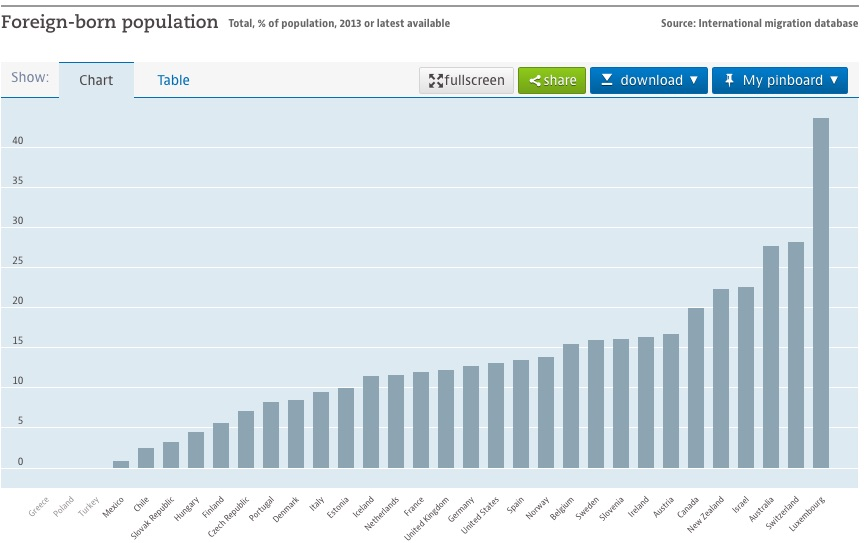 Foreign-born population Total, % of population, 2013 or latest available Source: International migration database
Show: Chart Table fullscreen share download ▼ My pinboard ▼
40
35
30
25
20
15
10
5
0
Greece
Poland
Turkey
Mexico
Chile
Slovak Republic
Hungary
Finland
Czech Republic
Portugal
Denmark
Italy
Estonia
Iceland
Netherlands
France
United Kingdom
Germany
United States
Spain
Norway
Belgium
Sweden
Slovenia
Ireland
Austria
Canada
New Zealand
Israel
Australia
Switzerland
Luxembourg